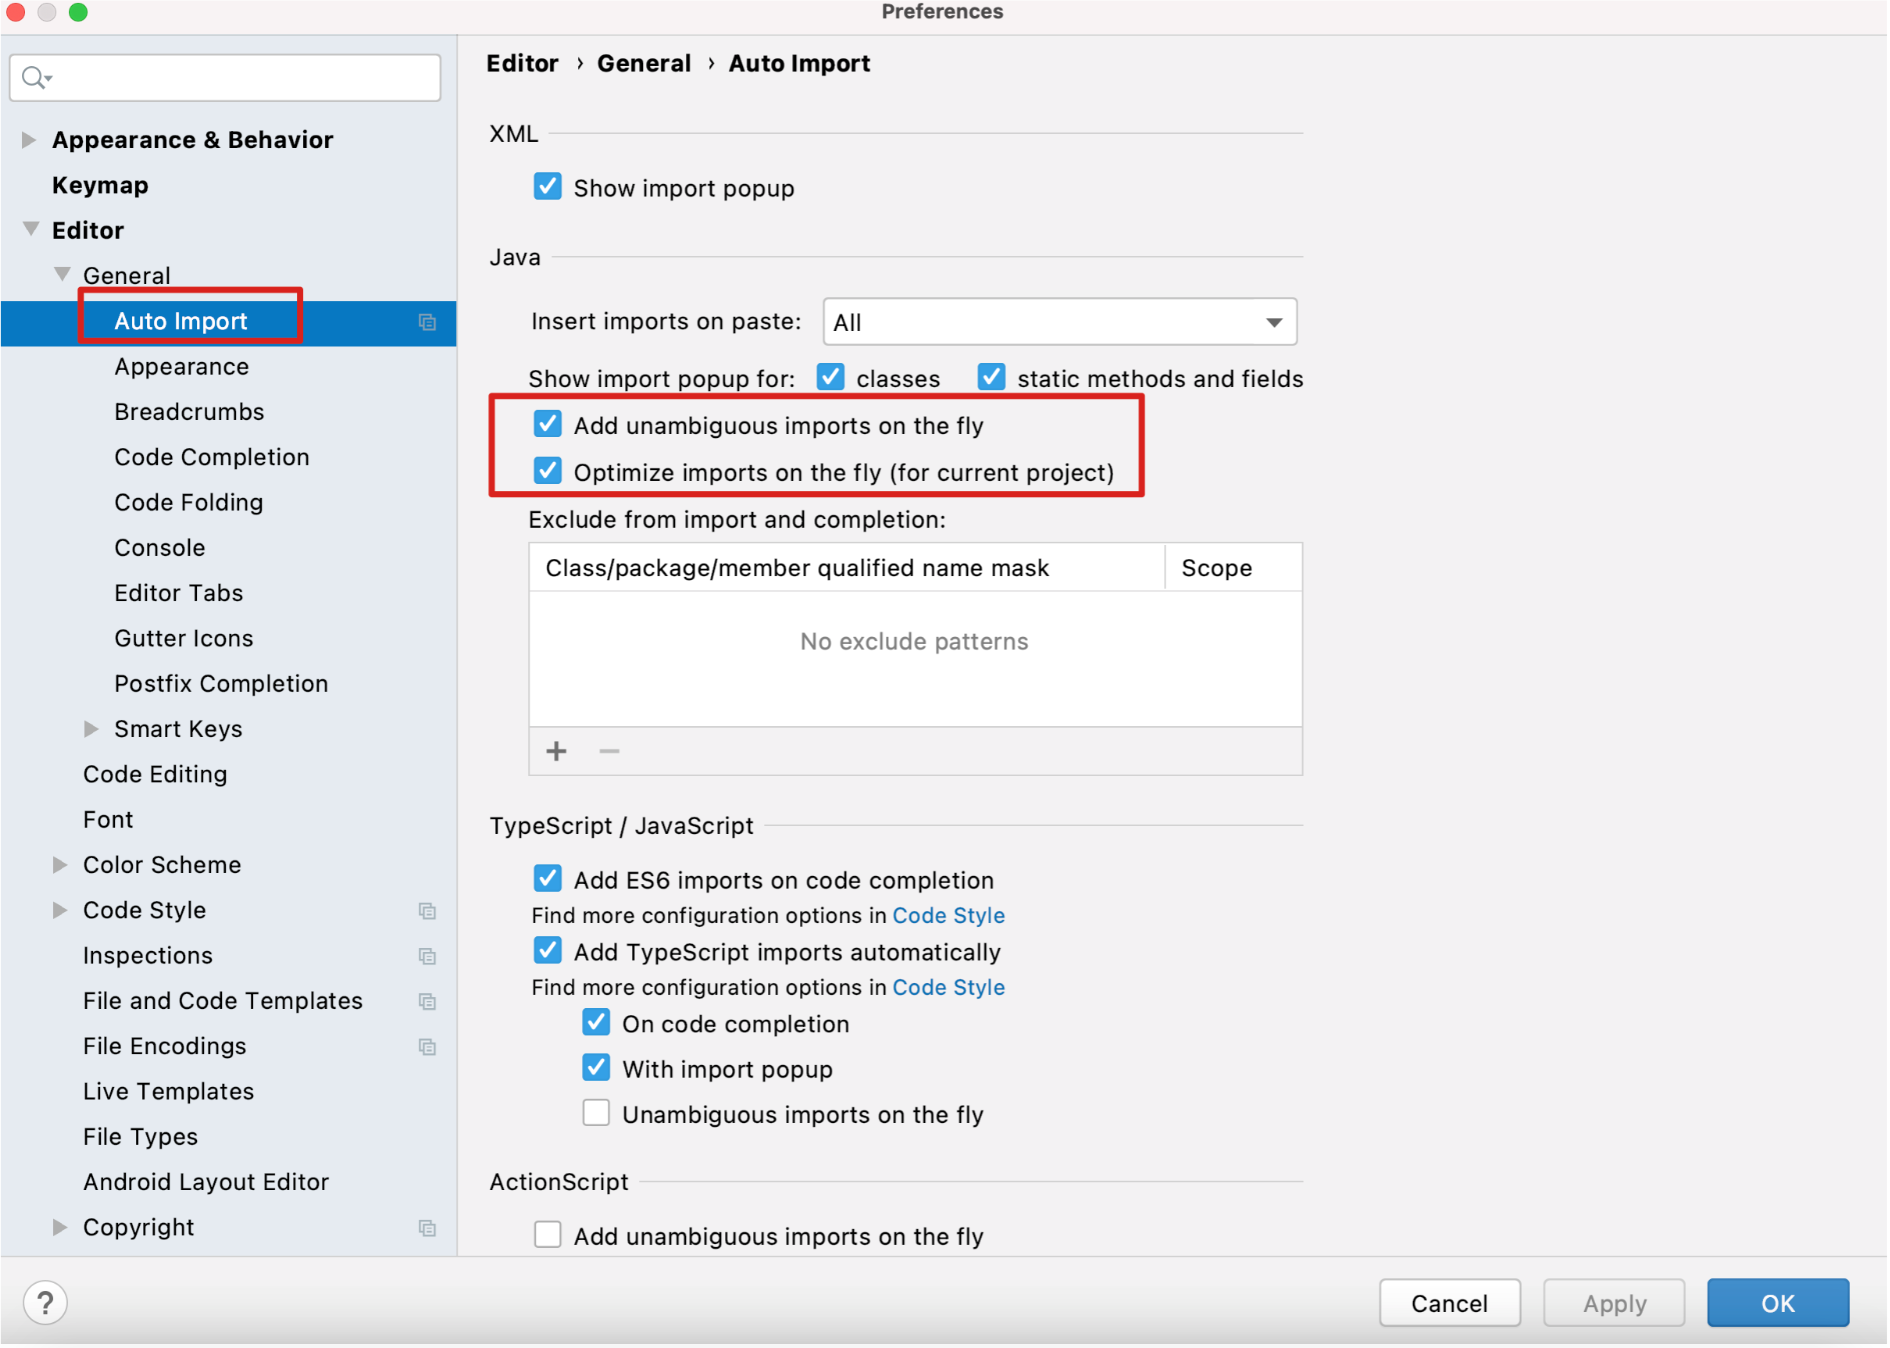 Preferences
Editor › General › Auto Import
Appearance & Behavior
Keymap
Editor
General
Auto Import
Appearance
Breadcrumbs
Code Completion
Code Folding
Console
Editor Tabs
Gutter Icons
Postfix Completion
Smart Keys
Code Editing
Font
Color Scheme
Code Style
Inspections
File and Code Templates
File Encodings
Live Templates
File Types
Android Layout Editor
Copyright
XML
Show import popup
Java
Insert imports on paste: All
Show import popup for: classes static methods and fields
Add unambiguous imports on the fly
Optimize imports on the fly (for current project)
Exclude from import and completion:
Class/package/member qualified name mask Scope
No exclude patterns
TypeScript / JavaScript
Add ES6 imports on code completion
Find more configuration options in Code Style
Add TypeScript imports automatically
Find more configuration options in Code Style
On code completion
With import popup
Unambiguous imports on the fly
ActionScript
Add unambiguous imports on the fly
? Cancel Apply OK